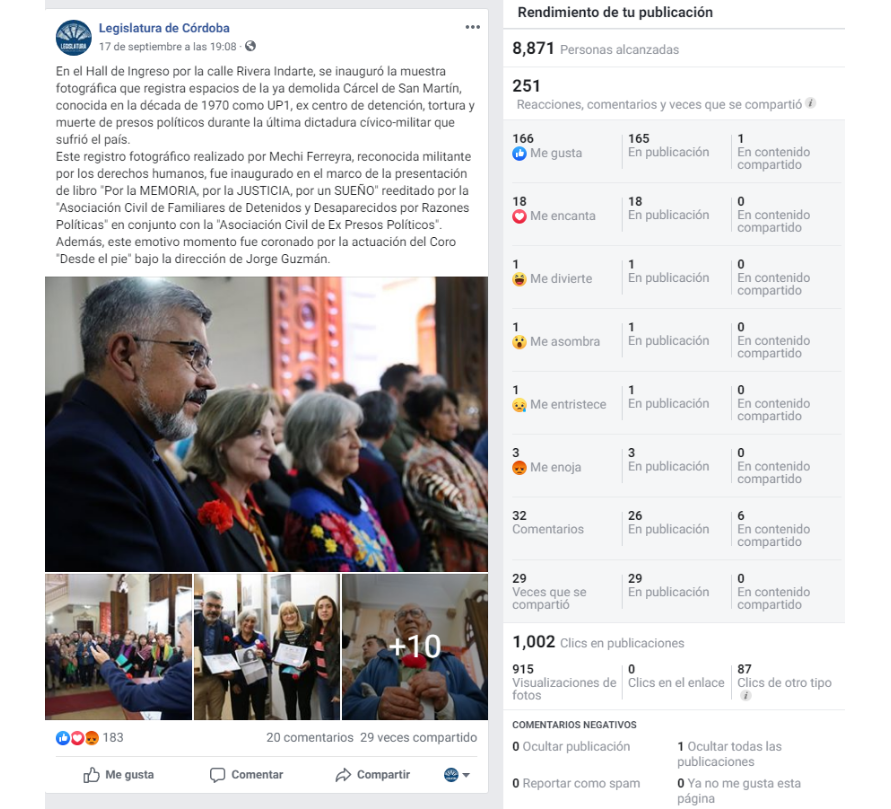 Legislatura de Córdoba
17 de septiembre a las 19:08 ·
LEGISLATURA
En el Hall de Ingreso por la calle Rivera Indarte, se inauguró la muestra
fotográfica que registra espacios de la ya demolida Cárcel de San Martín,
conocida en la década de 1970 como UP1, ex centro de detención, tortura y
muerte de presos políticos durante la última dictadura cívico-militar que
sufrió el país.
Este registro fotográfico realizado por Mechi Ferreyra, reconocida militante
por los derechos humanos, fue inaugurado en el marco de la presentación
de libro "Por la MEMORIA, por la JUSTICIA, por un SUEÑO" reeditado por la
"Asociación Civil de Familiares de Detenidos y Desaparecidos por Razones
Políticas" en conjunto con la "Asociación Civil de Ex Presos Políticos".
Además, este emotivo momento fue coronado por la actuación del Coro
"Desde el pie" bajo la dirección de Jorge Guzmán.
+10
183
20 comentarios 29 veces compartido
Me gusta Comentar Compartir
Rendimiento de tu publicación
8,871 Personas alcanzadas
251
Reacciones, comentarios y veces que se compartió
166 165 1
Me gusta En publicación En contenido
compartido
18 18 0
Me encanta En publicación En contenido
compartido
1 1 0
Me divierte En publicación En contenido
compartido
1 1 0
Me asombra En publicación En contenido
compartido
1 1 0
Me entristece En publicación En contenido
compartido
3 3 0
Me enoja En publicación En contenido
compartido
32 26 6
Comentarios En publicación En contenido
compartido
29 29 0
Veces que se En publicación En contenido
compartió compartido
1,002 Clics en publicaciones
915 0 87
Visualizaciones de Clics en el enlace Clics de otro tipo
fotos
COMENTARIOS NEGATIVOS
0 Ocultar publicación 1 Ocultar todas las
publicaciones
0 Reportar como spam 0 Ya no me gusta esta
página